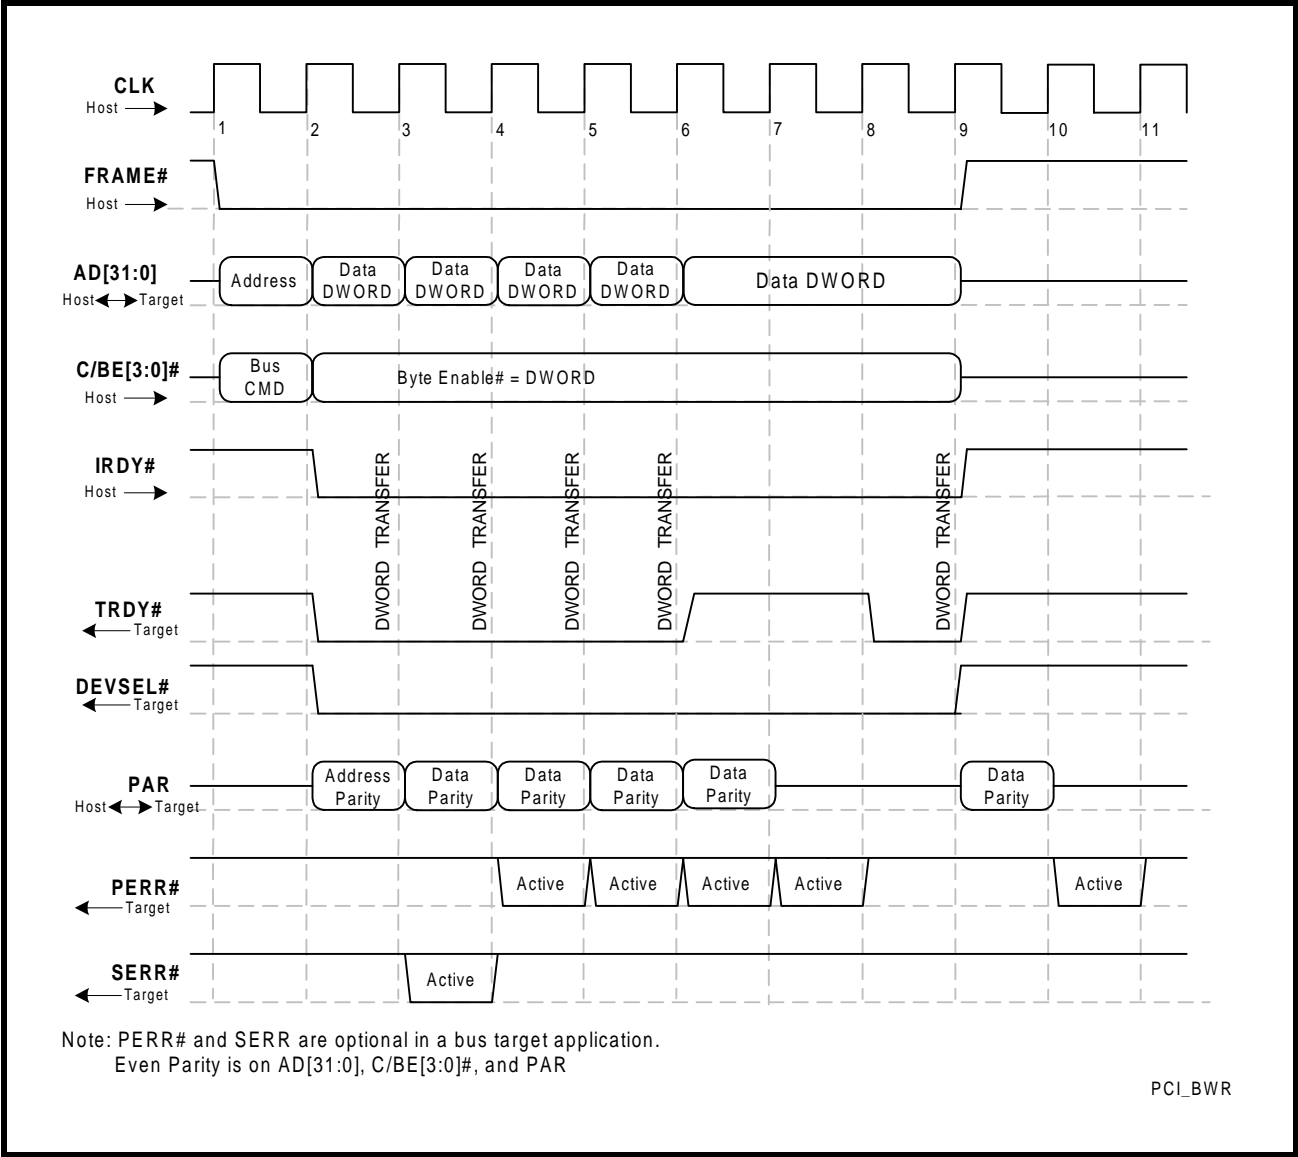 CLK
Host
1 2 3 4 5 6 7 8 9 10 11
FRAME#
Host
AD[31:0]
Host Target
Address
Data DWORD
Data DWORD
Data DWORD
Data DWORD
Data DWORD
C/BE[3:0]#
Host
Bus CMD
Byte Enable# = DWORD
IRDY#
Host
DWORD TRANSFER
DWORD TRANSFER
DWORD TRANSFER
DWORD TRANSFER
DWORD TRANSFER
TRDY#
Target
DEVSEL#
Target
PAR
Host Target
Address Parity
Data Parity
Data Parity
Data Parity
Data Parity
Data Parity
PERR#
Target
Active
Active
Active
Active
Active
SERR#
Target
Active
Note: PERR# and SERR are optional in a bus target application.
Even Parity is on AD[31:0], C/BE[3:0]#, and PAR
PCI_BWR